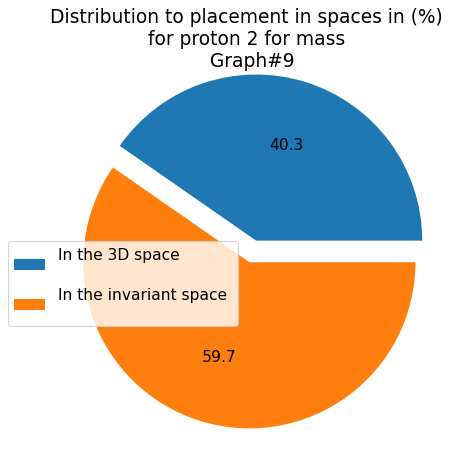 Distribution to placement in spaces in (%)
for proton 2 for mass
Graph#9
40.3
In the 3D space
In the invariant space
59.7